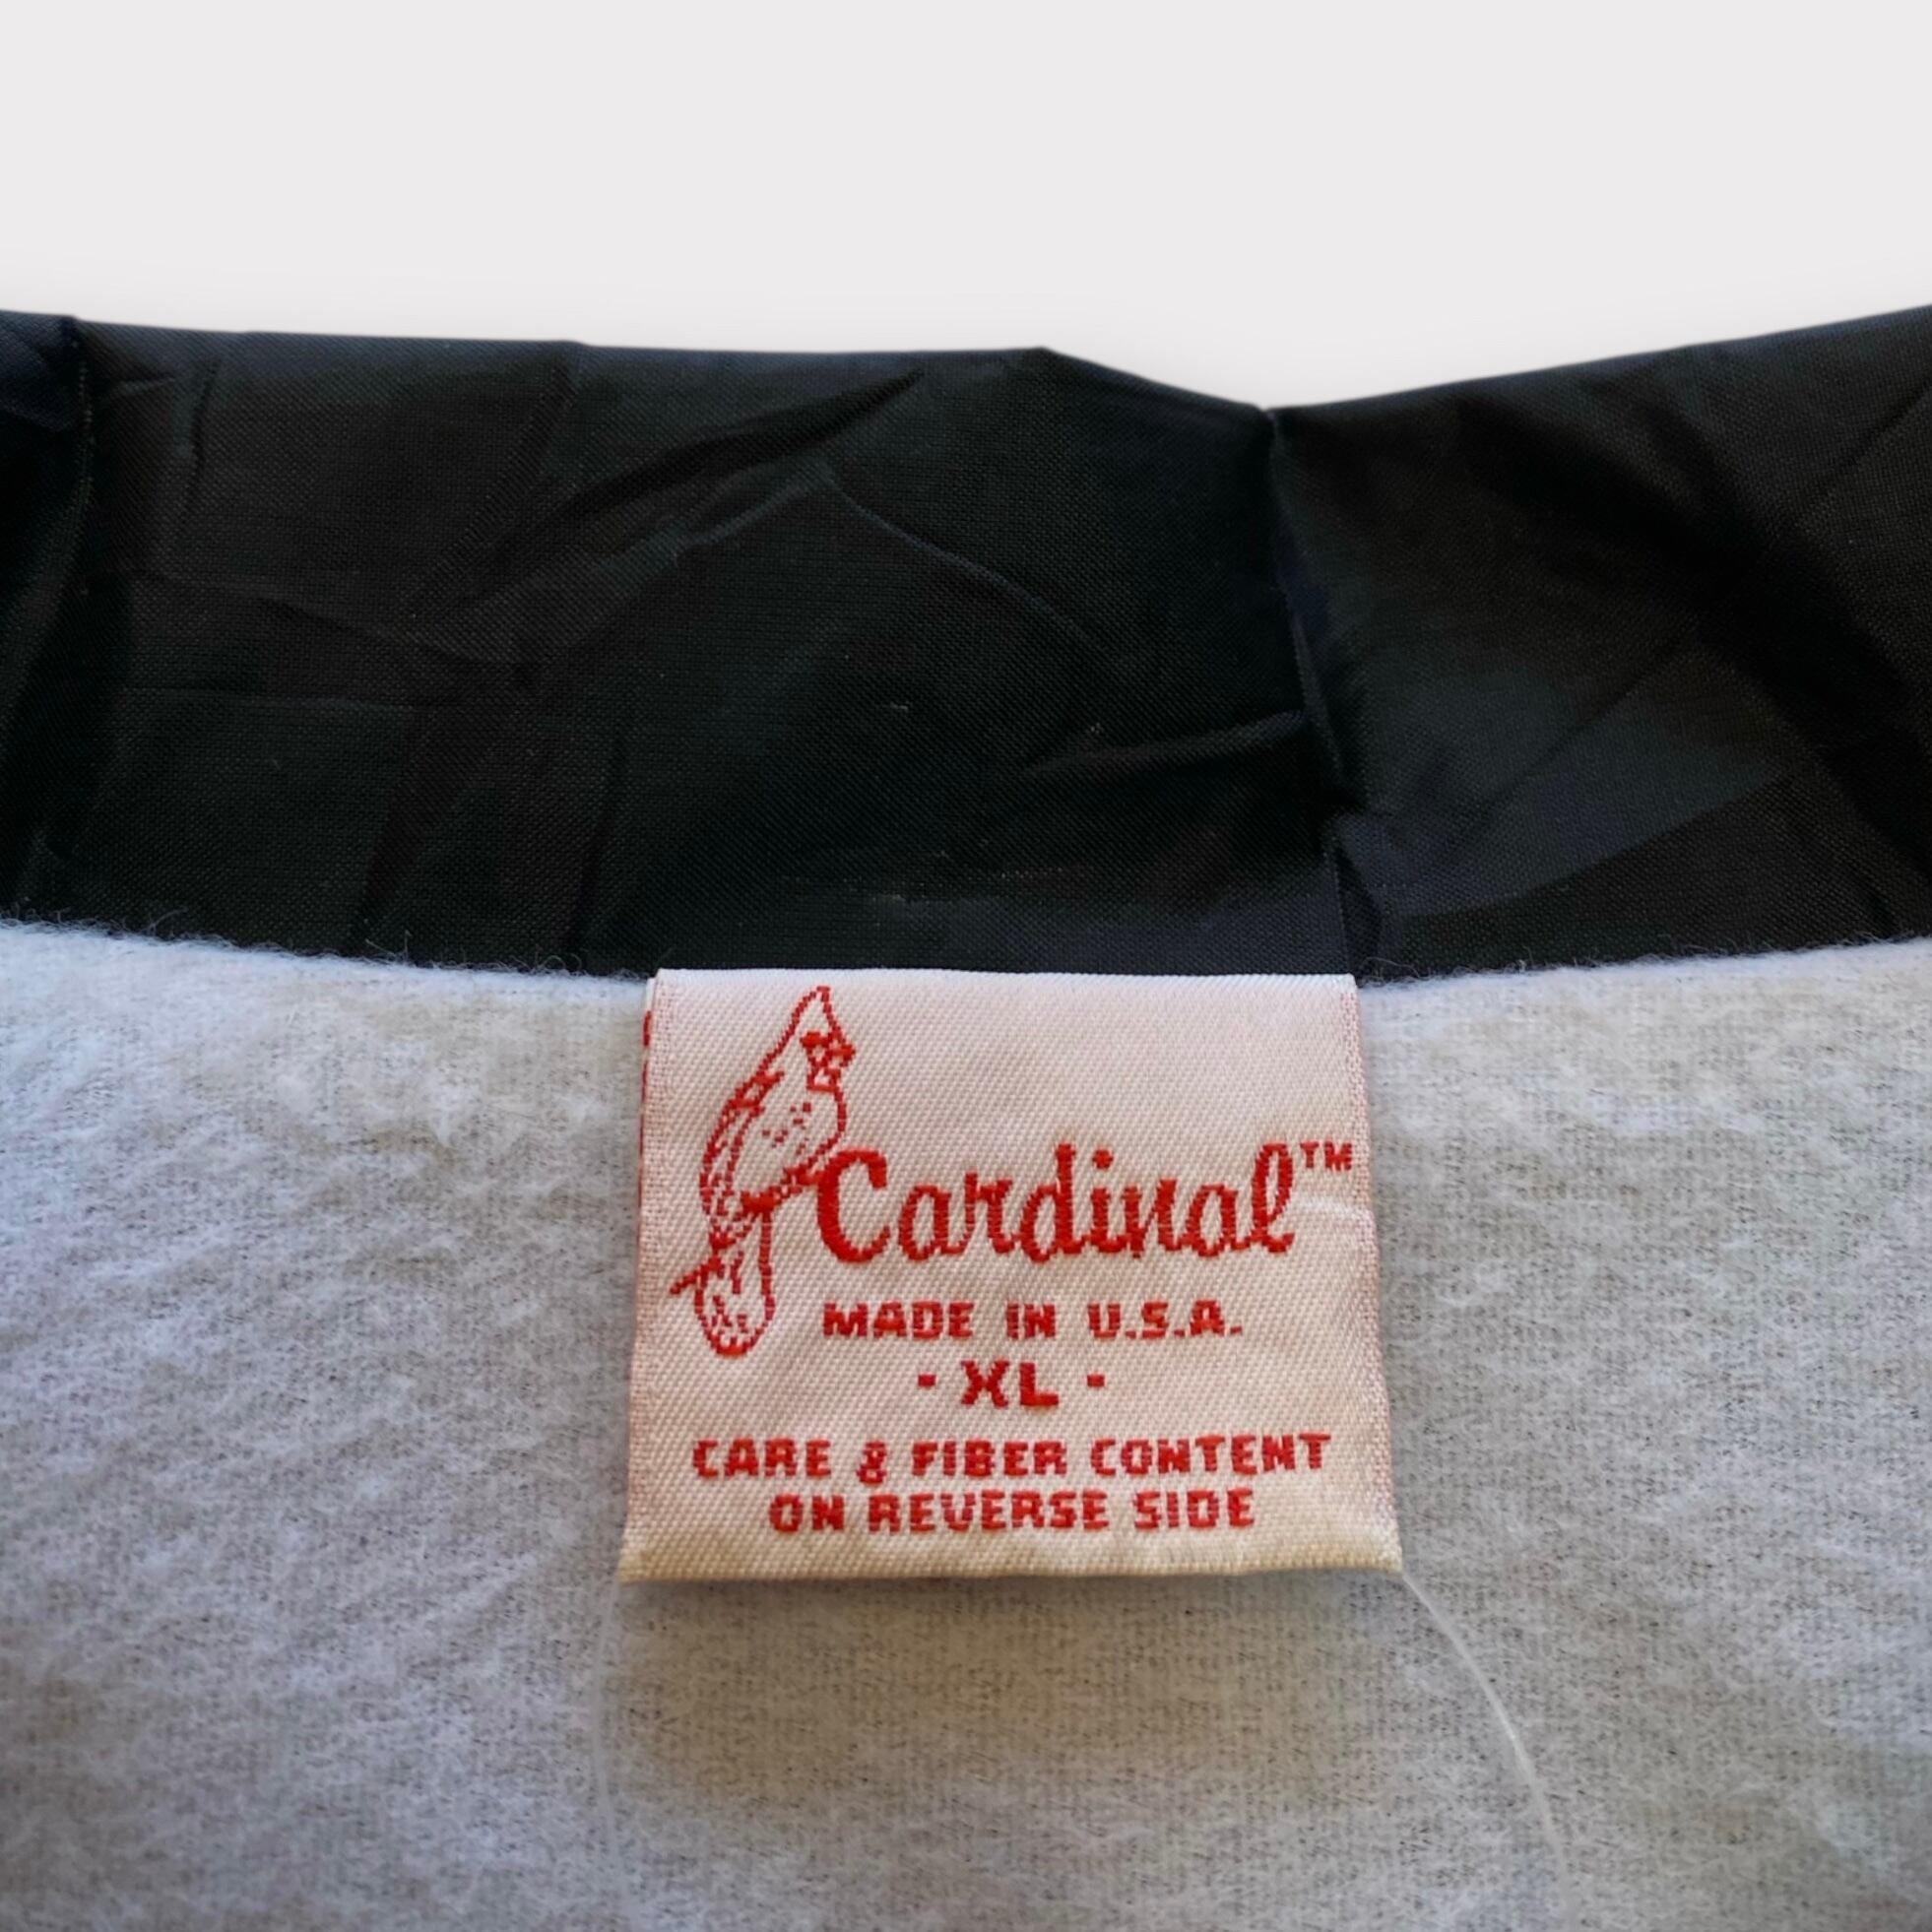 Cardinal™
MADE IN U.S.A.
- XL -
CARE & FIBER CONTENT
ON REVERSE SIDE